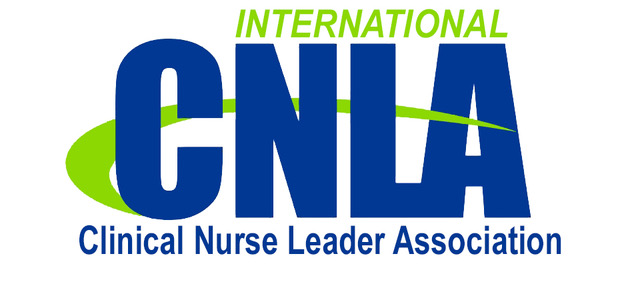 INTERNATIONAL
CNLA
Clinical Nurse Leader Association